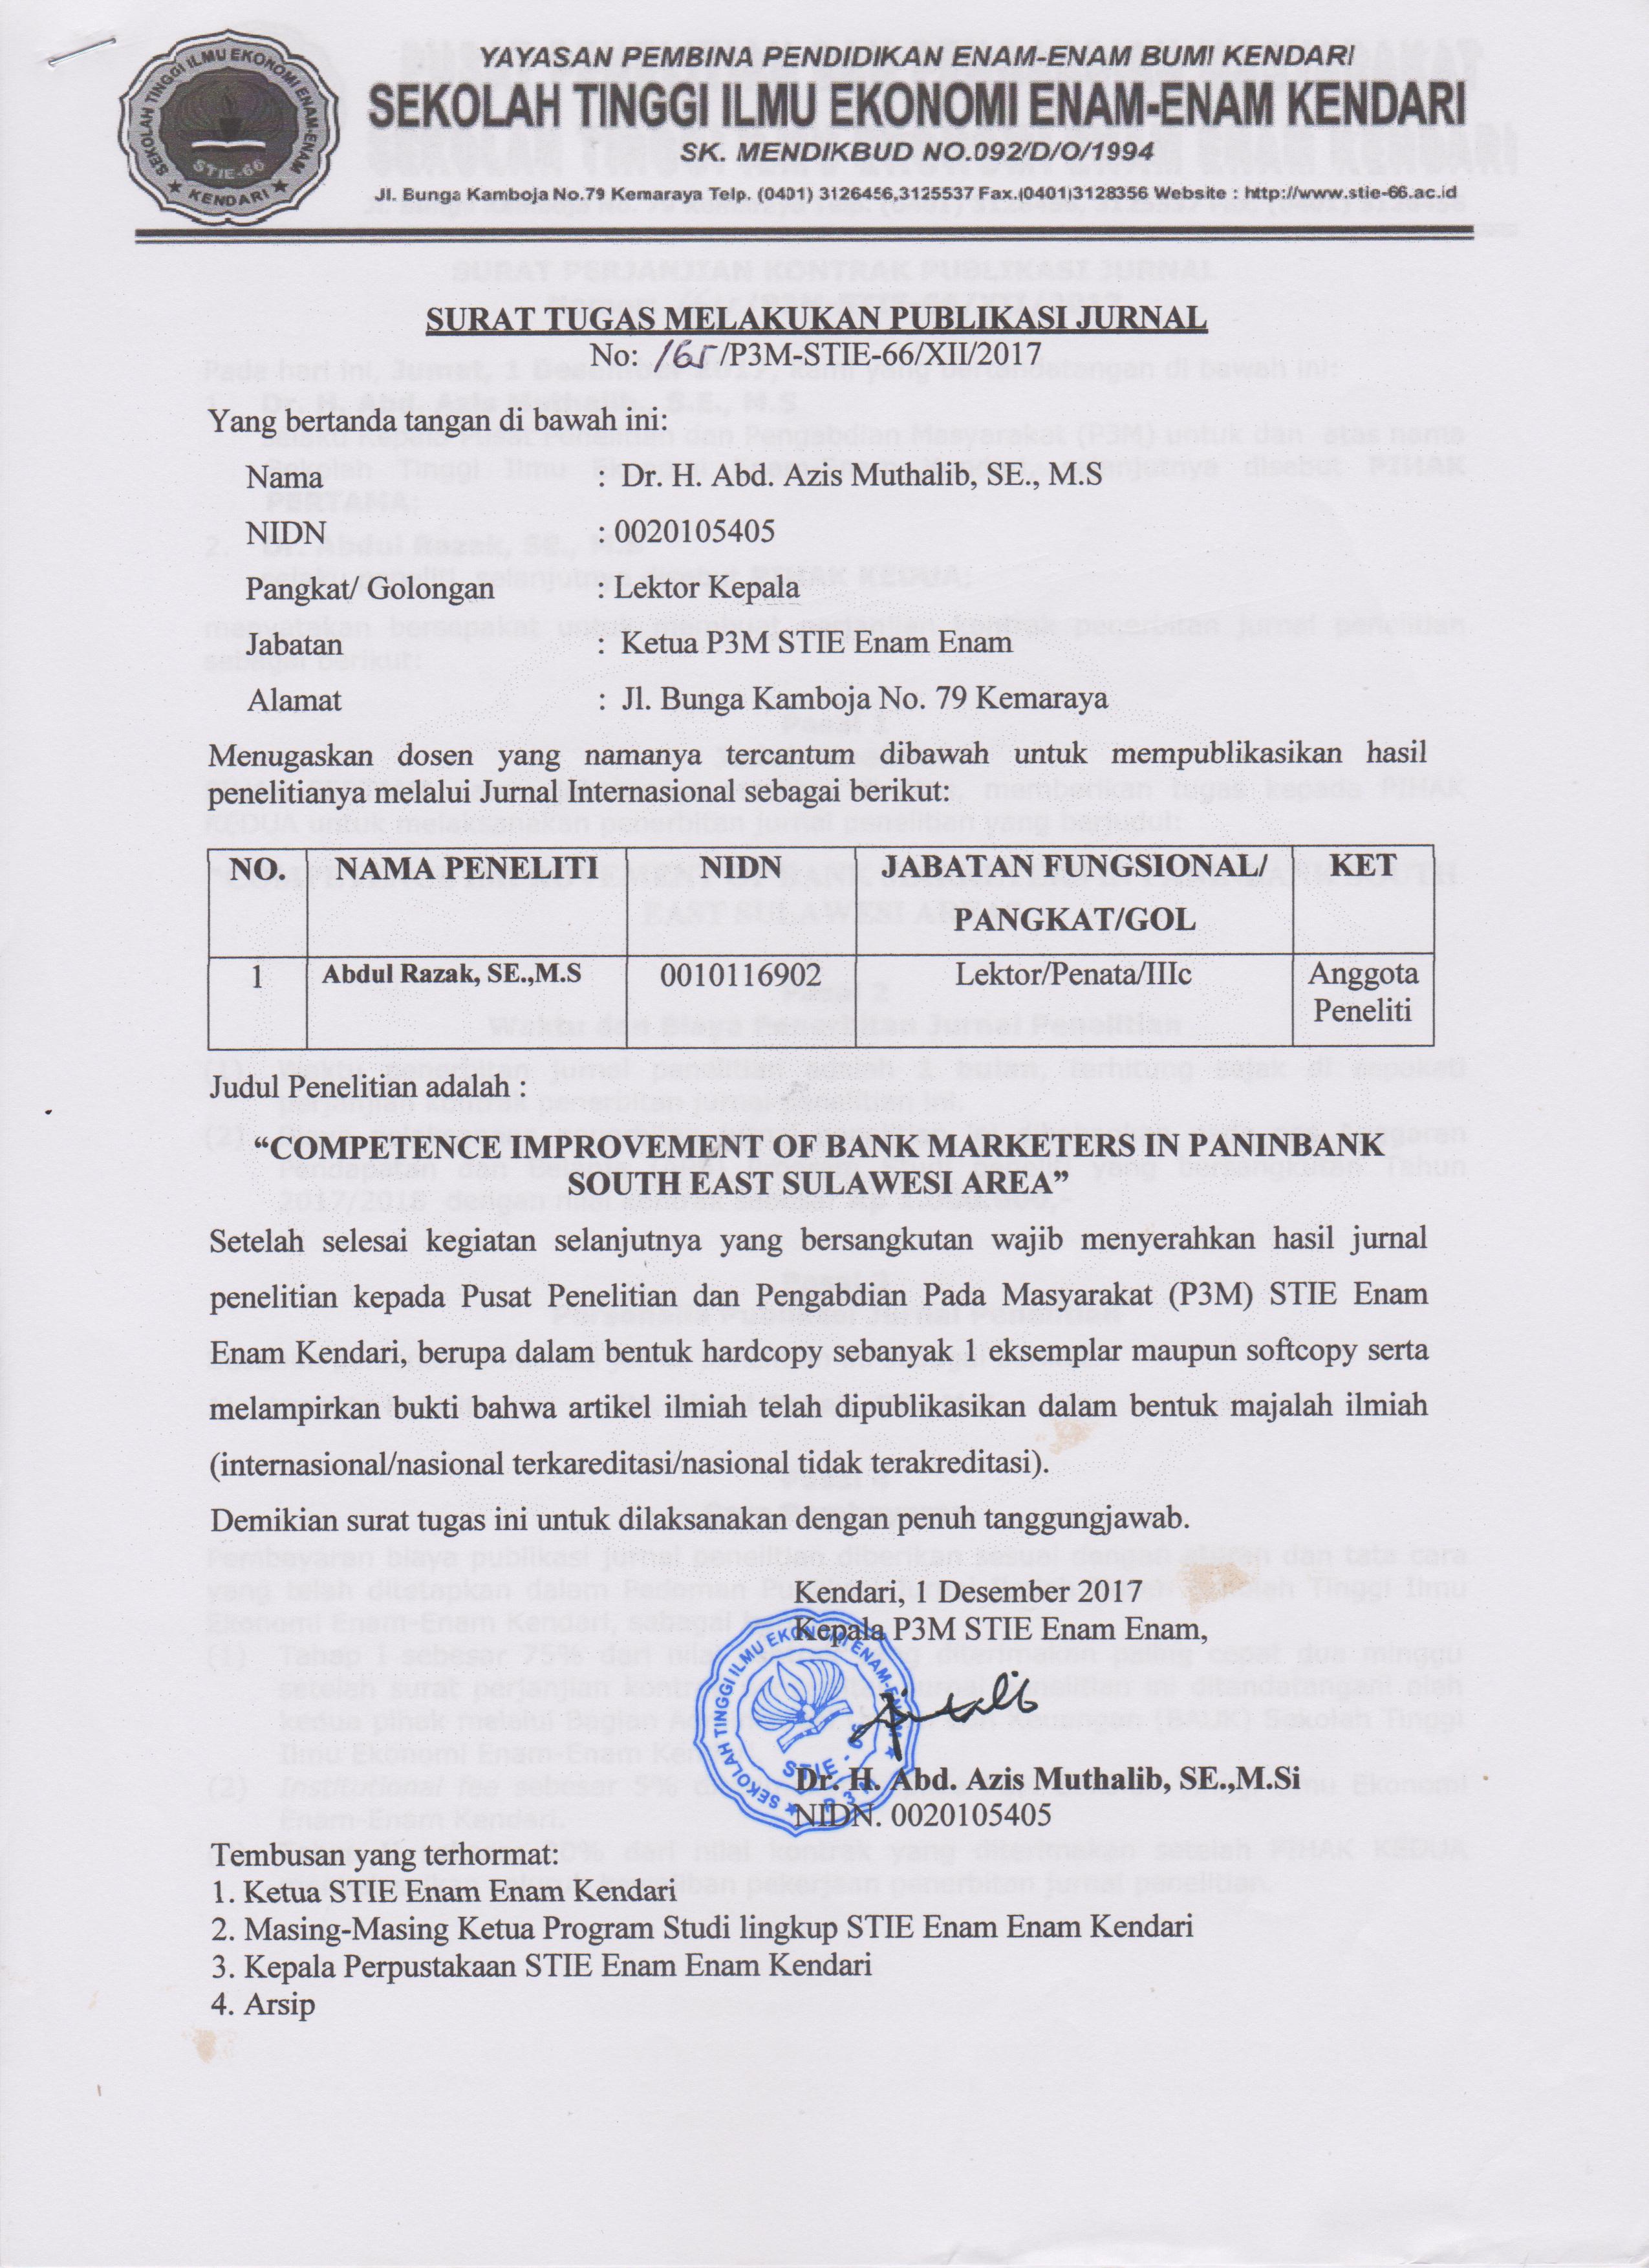 SEKOLAH TINGGI ILMU EKONOMI ENAM-ENAM
STIE-66
★ KENDARI ★
YAYASAN PEMBINA PENDIDIKAN ENAM-ENAM BUMI KENDARI
SEKOLAH TINGGI ILMU EKONOMI ENAM-ENAM KENDARI
SK. MENDIKBUD NO.092/D/O/1994
Jl. Bunga Kamboja No.79 Kemaraya Telp. (0401) 3126456,3125537 Fax.(0401)3128356 Website : http://www.stie-66.ac.id
SURAT TUGAS MELAKUKAN PUBLIKASI JURNAL
No: 165/P3M-STIE-66/XII/2017
Yang bertanda tangan di bawah ini:
Nama : Dr. H. Abd. Azis Muthalib, SE., M.S
NIDN : 0020105405
Pangkat/ Golongan : Lektor Kepala
Jabatan : Ketua P3M STIE Enam Enam
Alamat : Jl. Bunga Kamboja No. 79 Kemaraya
Menugaskan dosen yang namanya tercantum dibawah untuk mempublikasikan hasil
penelitianya melalui Jurnal Internasional sebagai berikut:
NO. NAMA PENELITI NIDN JABATAN FUNGSIONAL/ KET
PANGKAT/GOL
1 Abdul Razak, SE.,M.S 0010116902 Lektor/Penata/IIIc Anggota
Peneliti
Judul Penelitian adalah :
“COMPETENCE IMPROVEMENT OF BANK MARKETERS IN PANINBANK
SOUTH EAST SULAWESI AREA”
Setelah selesai kegiatan selanjutnya yang bersangkutan wajib menyerahkan hasil jurnal
penelitian kepada Pusat Penelitian dan Pengabdian Pada Masyarakat (P3M) STIE Enam
Enam Kendari, berupa dalam bentuk hardcopy sebanyak 1 eksemplar maupun softcopy serta
melampirkan bukti bahwa artikel ilmiah telah dipublikasikan dalam bentuk majalah ilmiah
(internasional/nasional terkareditasi/nasional tidak terakreditasi).
Demikian surat tugas ini untuk dilaksanakan dengan penuh tanggungjawab.
Kendari, 1 Desember 2017
Kepala P3M STIE Enam Enam,
SEKOLAH TINGGI ILMU EKONOMI ENAM-ENAM
P3M
Dr. H. Abd. Azis Muthalib, SE.,M.Si
NIDN. 0020105405
Tembusan yang terhormat:
1. Ketua STIE Enam Enam Kendari
2. Masing-Masing Ketua Program Studi lingkup STIE Enam Enam Kendari
3. Kepala Perpustakaan STIE Enam Enam Kendari
4. Arsip